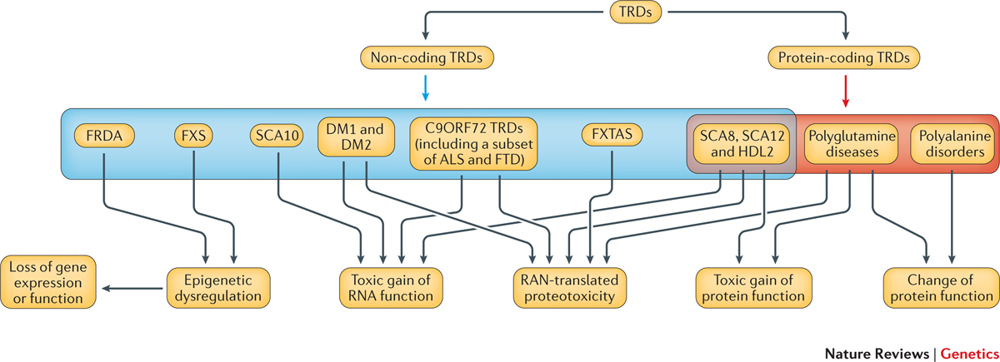 TRDs
Non-coding TRDs
Protein-coding TRDs
FRDA
FXS
SCA10
DM1 and
DM2
C9ORF72 TRDs
(including a subset
of ALS and FTD)
FXTAS
SCA8, SCA12
and HDL2
Polyglutamine
diseases
Polyalanine
disorders
Loss of gene
expression
or function
Epigenetic
dysregulation
Toxic gain of
RNA function
RAN-translated
proteotoxicity
Toxic gain of
protein function
Change of
protein function
Nature Reviews | Genetics